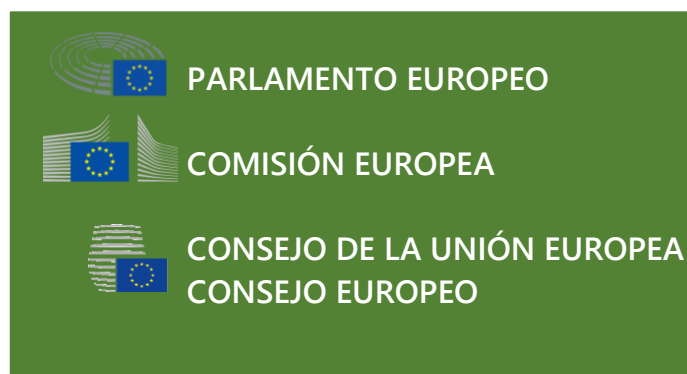 PARLAMENTO EUROPEO
COMISIÓN EUROPEA
CONSEJO DE LA UNIÓN EUROPEA
CONSEJO EUROPEO